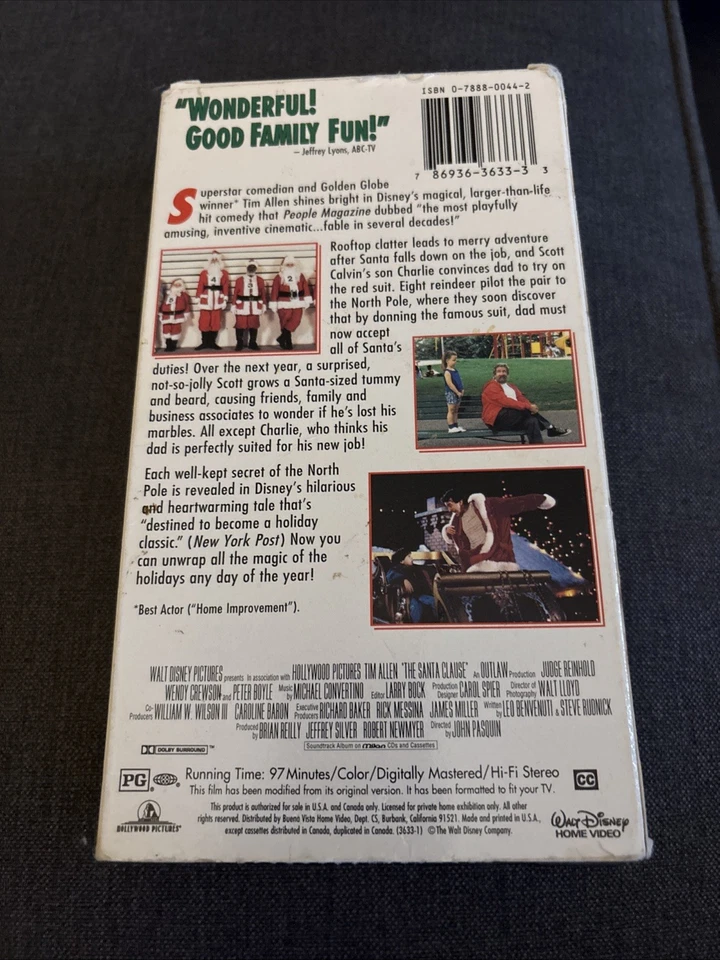 "WONDERFUL!
GOOD FAMILY FUN!"
– Jeffrey Lyons, ABC-TV
ISBN 0-7888-0044-2
7 86936-3633-3 3
Superstar comedian and Golden Globe
winner* Tim Allen shines bright in Disney's magical, larger-than-life
hit comedy that People Magazine dubbed "the most playfully
amusing, inventive cinematic...fable in several decades!"
Rooftop clatter leads to merry adventure
after Santa falls down on the job, and Scott
Calvin's son Charlie convinces dad to try on
the red suit. Eight reindeer pilot the pair to
the North Pole, where they soon discover
that by donning the famous suit, dad must
now accept
all of Santa's
duties! Over the next year, a surprised,
not-so-jolly Scott grows a Santa-sized tummy
and beard, causing friends, family and
business associates to wonder if he's lost his
marbles. All except Charlie, who thinks his
dad is perfectly suited for his new job!
Each well-kept secret of the North
Pole is revealed in Disney's hilarious
and heartwarming tale that's
"destined to become a holiday
classic." (New York Post) Now you
can unwrap all the magic of the
holidays any day of the year!
*Best Actor ("Home Improvement").
WALT DISNEY PICTURES presents In association with HOLLYWOOD PICTURES TIM ALLEN "THE SANTA CLAUSE" An OUTLAW Production JUDGE REINHOLD
WENDY CREWSON and PETER BOYLE Music by MICHAEL CONVERTINO Editor LARRY BOCK Production Designer CAROL SPIER Director of Photography WALT LLOYD
Co-Producers WILLIAM W. WILSON III CAROLINE BARON Executive Producers RICHARD BAKER RICK MESSINA JAMES MILLER Written by LEO BENVENUTI & STEVE RUDNICK
Produced by BRIAN REILLY JEFFREY SILVER ROBERT NEWMYER Directed by JOHN PASQUIN
DOLBY SURROUND ™
Soundtrack Album on Milan CDs and Cassettes
PG Running Time: 97 Minutes/Color/Digitally Mastered/Hi-Fi Stereo CC
This film has been modified from its original version. It has been formatted to fit your TV.
This product is authorized for sale in U.S.A. and Canada only. Licensed for private home exhibition only. All other
rights reserved. Distributed by Buena Vista Home Video, Dept. CS, Burbank, California 91521. Made and printed in U.S.A.,
except cassettes distributed in Canada, duplicated in Canada. (3633-1) ©The Walt Disney Company.
HOLLYWOOD PICTURES
Walt Disney
HOME VIDEO